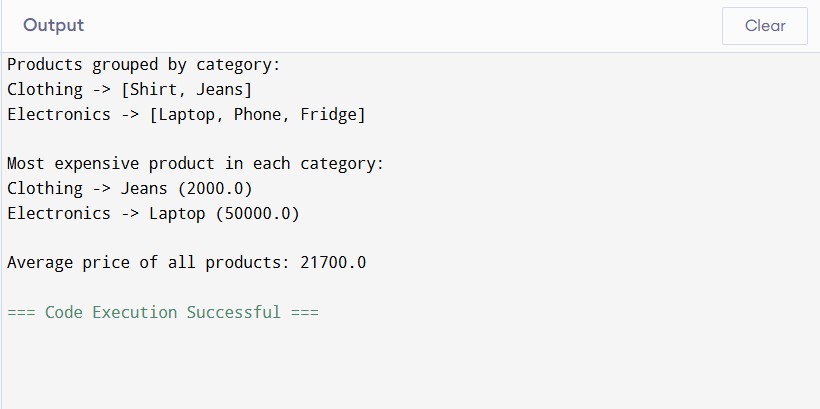 Output
Clear
Products grouped by category:
Clothing -> [Shirt, Jeans]
Electronics -> [Laptop, Phone, Fridge]
Most expensive product in each category:
Clothing -> Jeans (2000.0)
Electronics -> Laptop (50000.0)
Average price of all products: 21700.0
=== Code Execution Successful ===